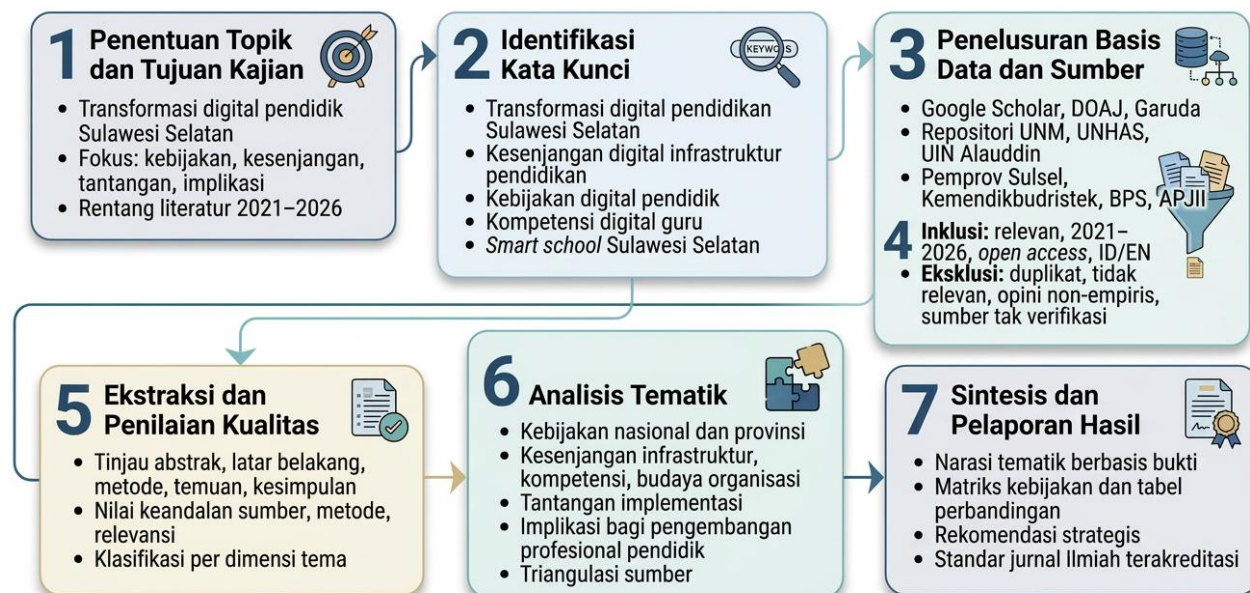 1 Penentuan Topik
dan Tujuan Kajian
• Transformasi digital pendidik
Sulawesi Selatan
• Fokus: kebijakan, kesenjangan,
tantangan, implikasi
• Rentang literatur 2021–2026
2 Identifikasi
Kata Kunci
KEYWODS
• Transformasi digital pendidikan
Sulawesi Selatan
• Kesenjangan digital infrastruktur
pendidikan
• Kebijakan digital pendidik
• Kompetensi digital guru
• Smart school Sulawesi Selatan
3 Penelusuran Basis
Data dan Sumber
• Google Scholar, DOAJ, Garuda
• Repositori UNM, UNHAS,
UIN Alauddin
• Pemprov Sulsel,
Kemendikbudristek, BPS, APJII
4 Inklusi: relevan, 2021–
2026, open access, ID/EN
• Eksklusi: duplikat, tidak
relevan, opini non-empiris,
sumber tak verifikasi
5 Ekstraksi dan
Penilaian Kualitas
• Tinjau abstrak, latar belakang,
metode, temuan, kesimpulan
• Nilai keandalan sumber, metode,
relevansi
• Klasifikasi per dimensi tema
6 Analisis Tematik
• Kebijakan nasional dan provinsi
• Kesenjangan infrastruktur,
kompetensi, budaya organisasi
• Tantangan implementasi
• Implikasi bagi pengembangan
profesional pendidik
• Triangulasi sumber
7 Sintesis dan
Pelaporan Hasil
• Narasi tematik berbasis bukti
• Matriks kebijakan dan tabel
perbandingan
• Rekomendasi strategis
• Standar jurnal Ilmiah terakreditasi